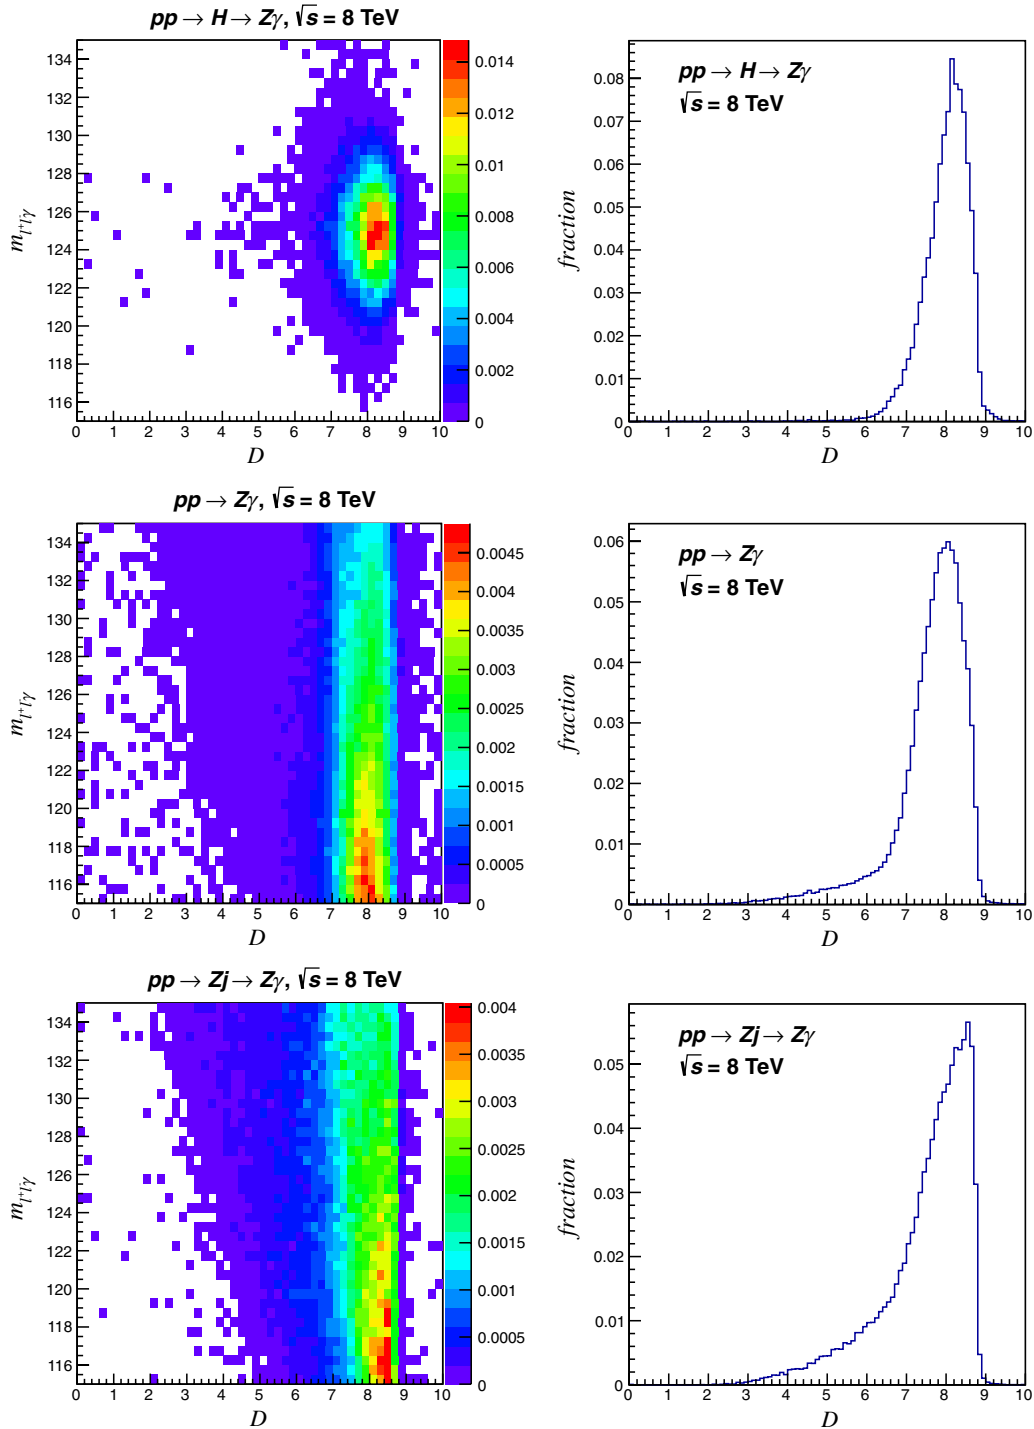 pp → H → Zγ, √s = 8 TeV
134
132
130
128
126
124
122
120
118
116
m_{l⁺l⁻γ}
0 1 2 3 4 5 6 7 8 9 10
D
0.014
0.012
0.01
0.008
0.006
0.004
0.002
0
pp → H → Zγ
√s = 8 TeV
0.08
0.07
0.06
0.05
0.04
0.03
0.02
0.01
0
fraction
0 1 2 3 4 5 6 7 8 9 10
D
pp → Zγ, √s = 8 TeV
134
132
130
128
126
124
122
120
118
116
m_{l⁺l⁻γ}
0 1 2 3 4 5 6 7 8 9 10
D
0.0045
0.004
0.0035
0.003
0.0025
0.002
0.0015
0.001
0.0005
0
pp → Zγ
√s = 8 TeV
0.06
0.05
0.04
0.03
0.02
0.01
0
fraction
0 1 2 3 4 5 6 7 8 9 10
D
pp → Zj → Zγ, √s = 8 TeV
134
132
130
128
126
124
122
120
118
116
m_{l⁺l⁻γ}
0 1 2 3 4 5 6 7 8 9 10
D
0.004
0.0035
0.003
0.0025
0.002
0.0015
0.001
0.0005
0
pp → Zj → Zγ
√s = 8 TeV
0.05
0.04
0.03
0.02
0.01
0
fraction
0 1 2 3 4 5 6 7 8 9 10
D